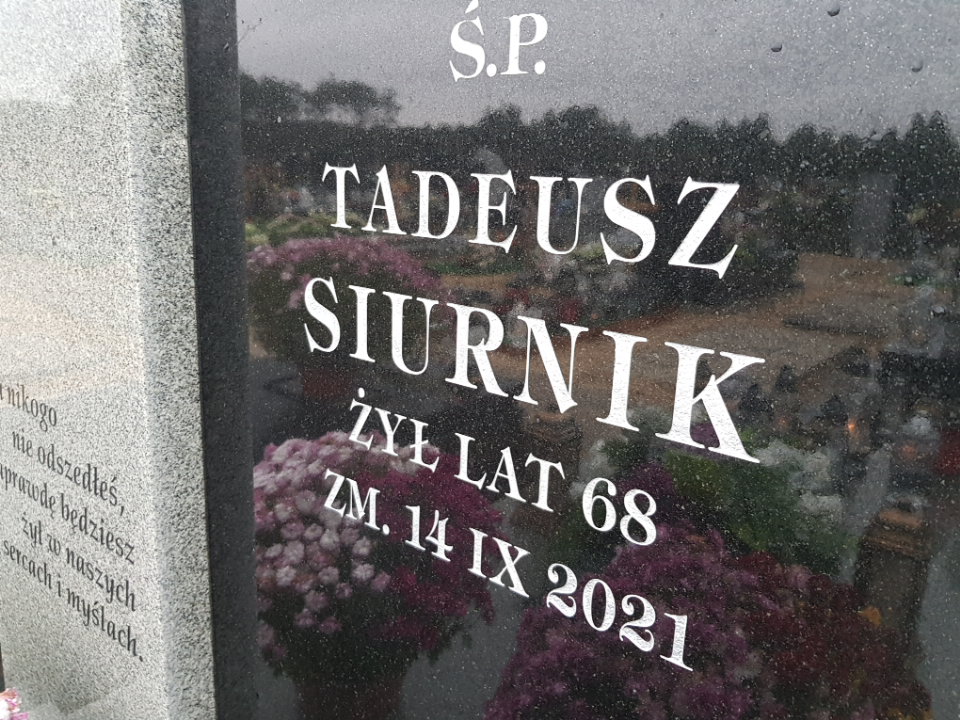 Ś.P.
TADEUSZ
SIURNIK
ŻYŁ LAT 68
ZM. 14 IX 2021
nikogo
nie odszedłeś,
będziesz
żył w naszych
sercach i myślach.